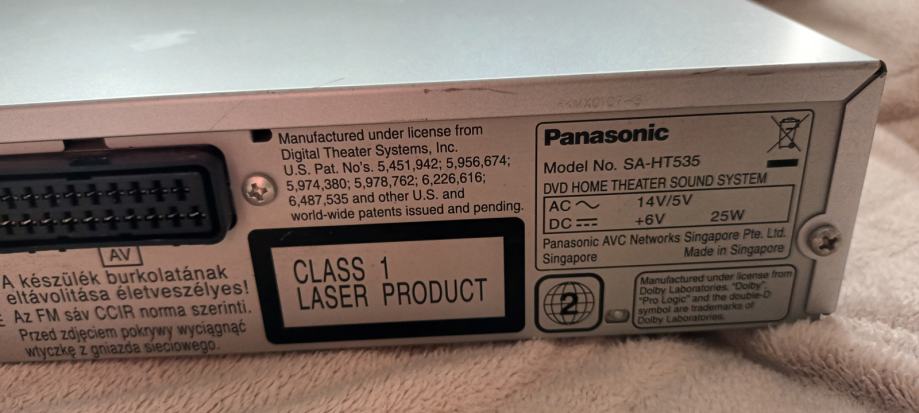 Manufactured under license from
Digital Theater Systems, Inc.
U.S. Pat. No's. 5,451,942; 5,956,674;
5,974,380; 5,978,762; 6,226,616;
6,487,535 and other U.S. and
world-wide patents issued and pending.
AV
A készülék burkolatának
eltávolitása életveszélyes!
Az FM sáv CCIR norma szerinti.
Przed zdjęciem pokrywy wyciągnąć
wtyczkę z gniazda sieciowego.
CLASS 1
LASER PRODUCT
Panasonic
Model No. SA-HT535
DVD HOME THEATER SOUND SYSTEM
AC ~ 14V/5V
DC ⎓ +6V 25W
Panasonic AVC Networks Singapore Pte. Ltd.
Singapore Made in Singapore
2
Manufactured under license from
Dolby Laboratories. "Dolby",
"Pro Logic" and the double-D
symbol are trademarks of
Dolby Laboratories.